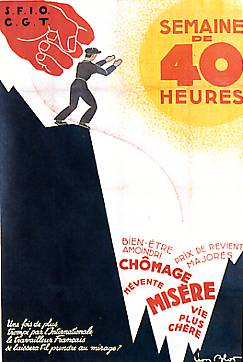 S.F.I.O.
C.G.T.
SEMAINE
DE
40
HEURES
BIEN-ÊTRE
AMOINDRI
PRIX DE REVIENT
MAJORÉS
CHÔMAGE
MÉVENTE
MISÈRE
VIE
PLUS
CHÈRE
Une fois de plus
trompé par l'Internationale
le travailleur Français
se laissera t'il prendre au mirage?